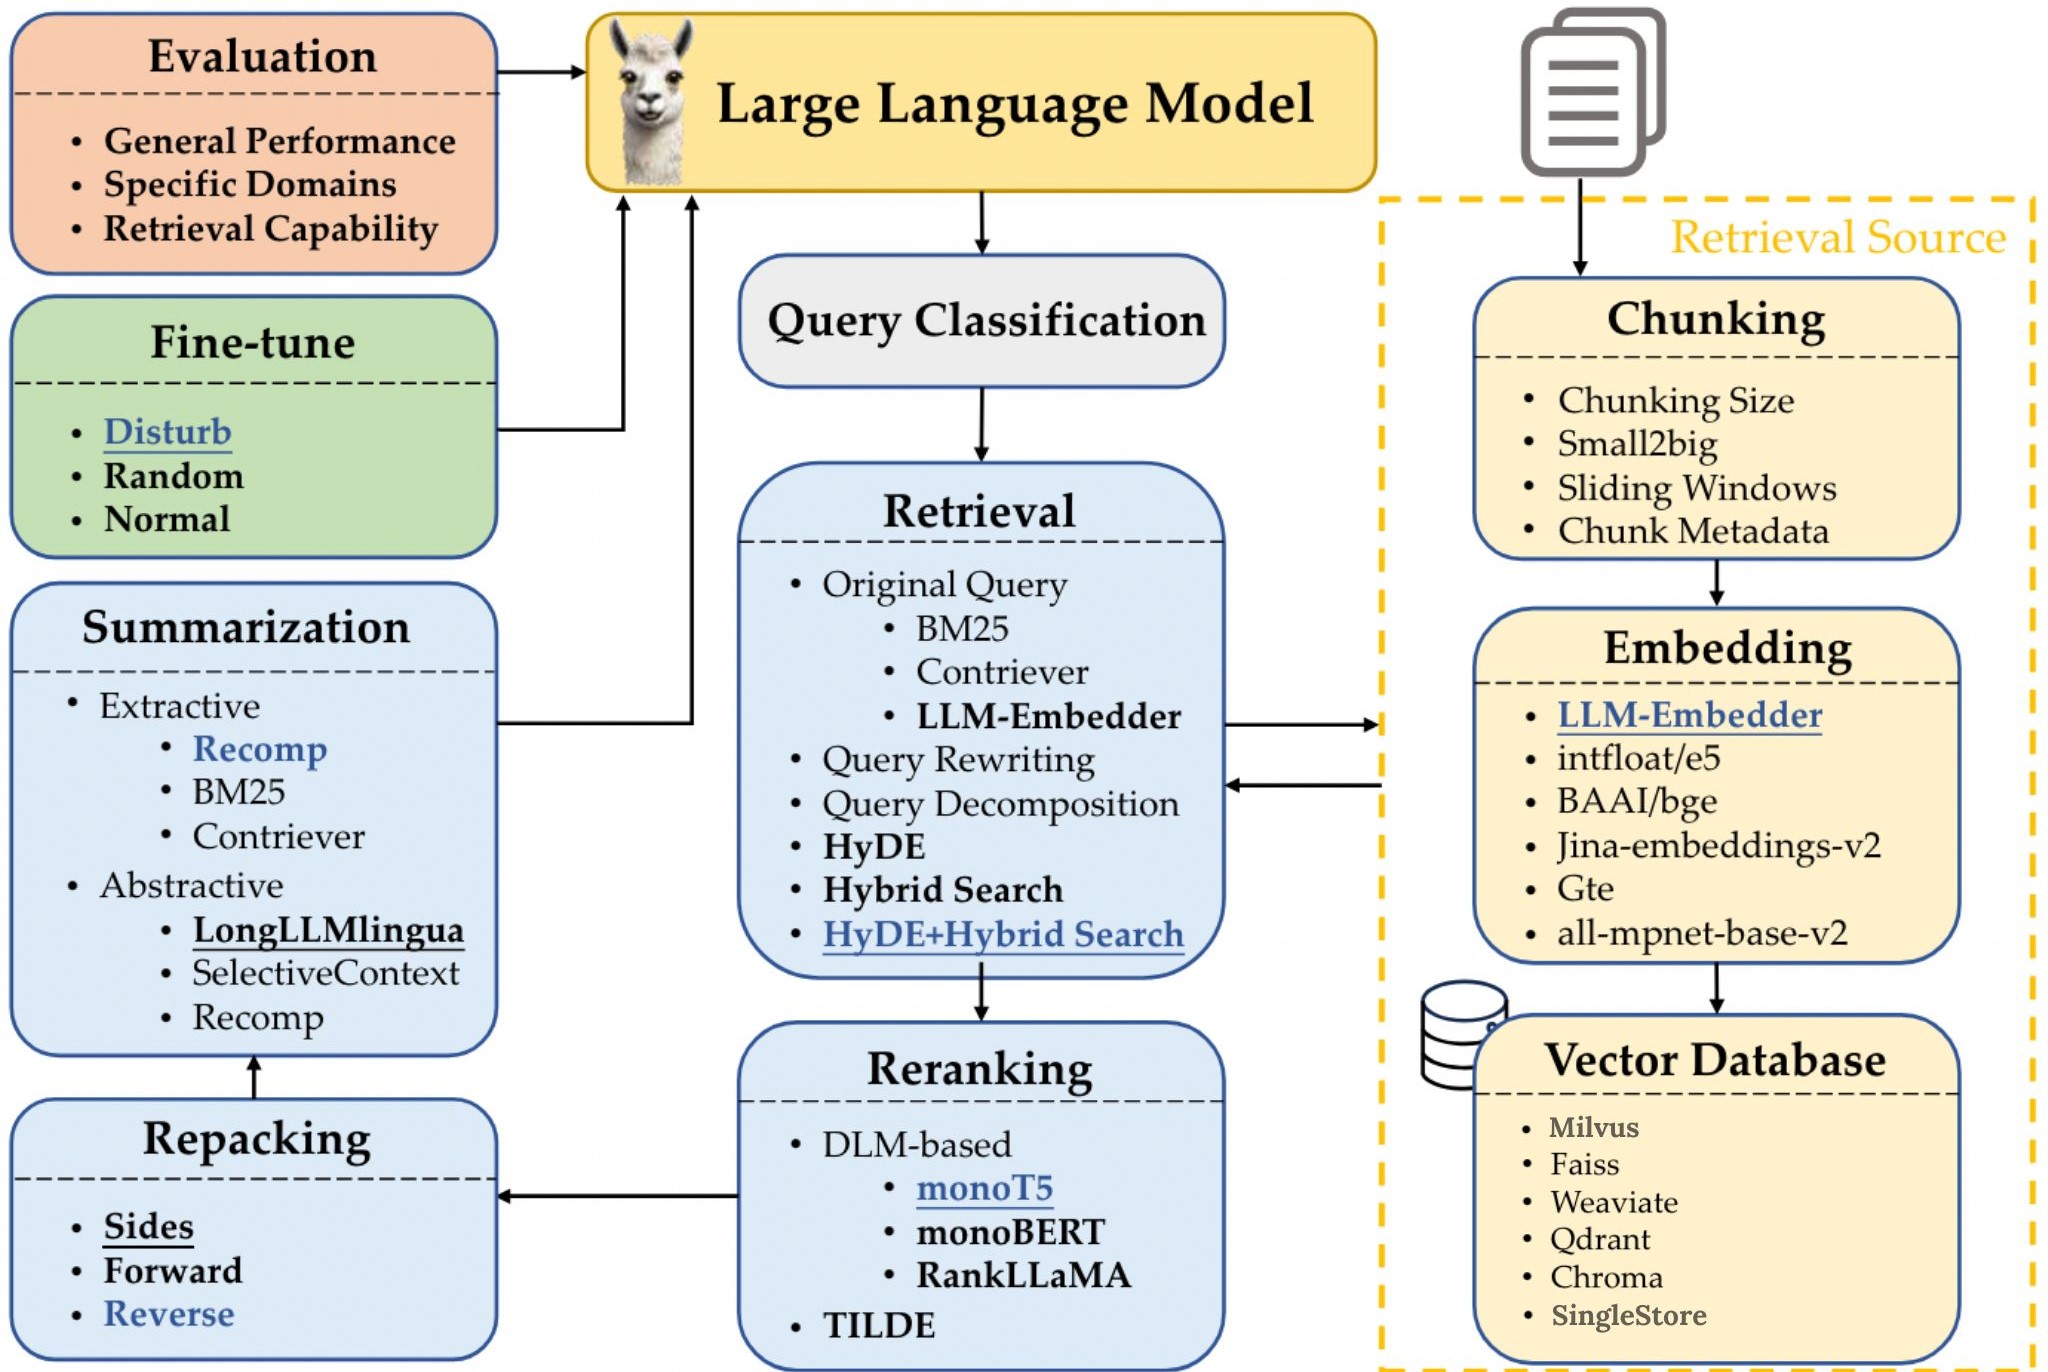 Evaluation
General Performance
Specific Domains
Retrieval Capability
Fine-tune
Disturb
Random
Normal
Summarization
Extractive
Recomp
BM25
Contriever
Abstractive
LongLLMlingua
SelectiveContext
Recomp
Repacking
Sides
Forward
Reverse
Large Language Model
Query Classification
Retrieval
Original Query
BM25
Contriever
LLM-Embedder
Query Rewriting
Query Decomposition
HyDE
Hybrid Search
HyDE+Hybrid Search
Reranking
DLM-based
monoT5
monoBERT
RankLLaMA
TILDE
Retrieval Source
Chunking
Chunking Size
Small2big
Sliding Windows
Chunk Metadata
Embedding
LLM-Embedder
intfloat/e5
BAAI/bge
Jina-embeddings-v2
Gte
all-mpnet-base-v2
Vector Database
Milvus
Faiss
Weaviate
Qdrant
Chroma
SingleStore